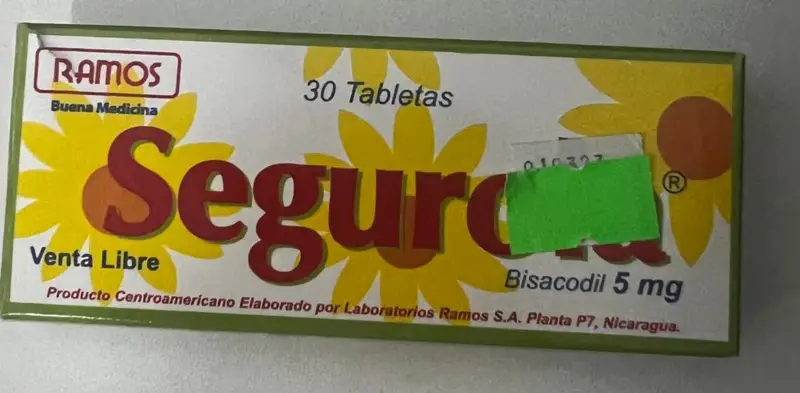 RAMOS
Buena Medicina
30 Tabletas
®
Venta Libre
Bisacodil 5 mg
Producto Centroamericano Elaborado por Laboratorios Ramos S.A. Planta P7, Nicaragua.